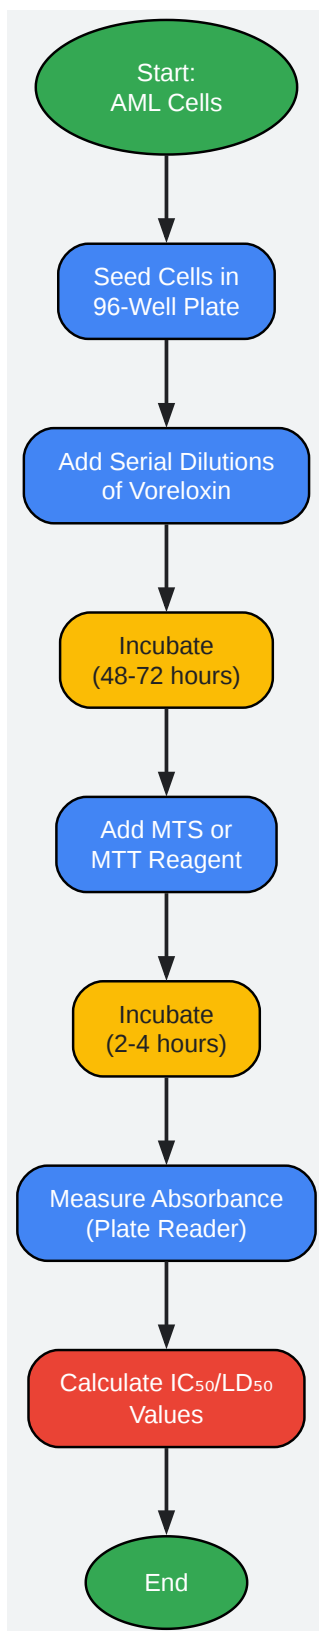 Start:
AML Cells
Seed Cells in
96-Well Plate
Add Serial Dilutions
of Voreloxin
Incubate
(48-72 hours)
Add MTS or
MTT Reagent
Incubate
(2-4 hours)
Measure Absorbance
(Plate Reader)
Calculate IC₅₀/LD₅₀
Values
End